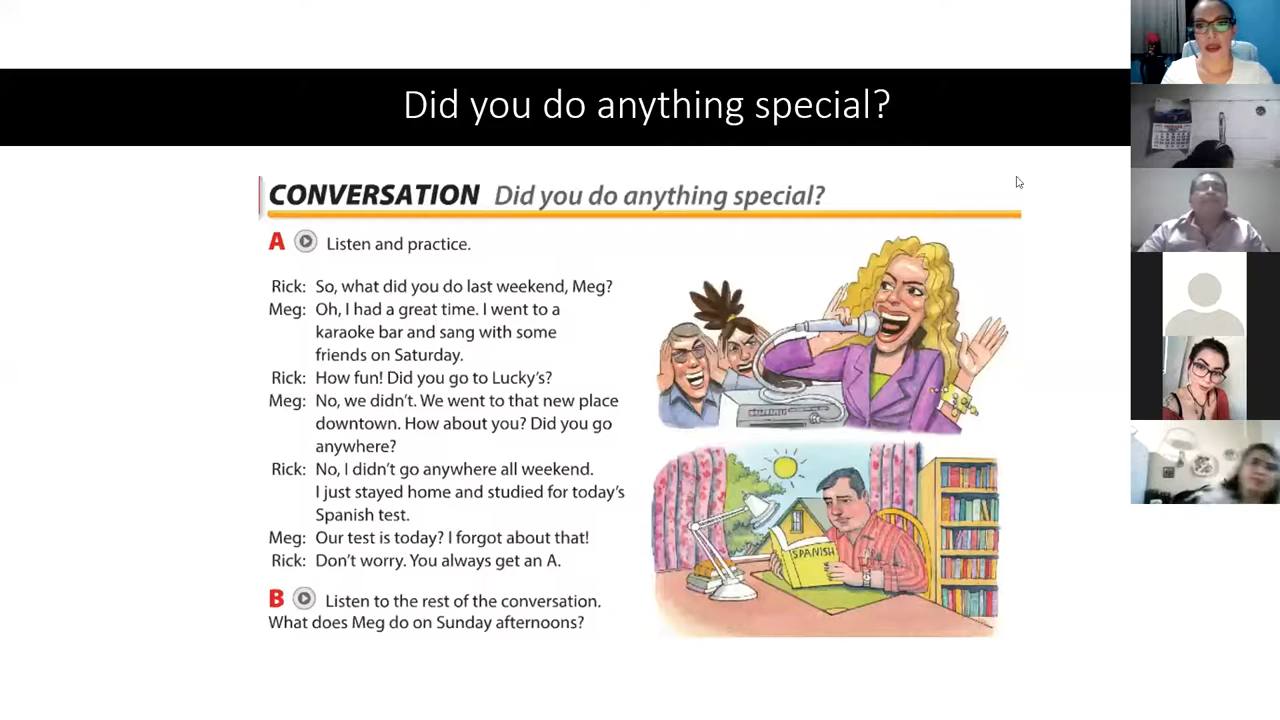 Did you do anything special?
CONVERSATION Did you do anything special?
A Listen and practice.
Rick: So, what did you do last weekend, Meg?
Meg: Oh, I had a great time. I went to a
karaoke bar and sang with some
friends on Saturday.
Rick: How fun! Did you go to Lucky's?
Meg: No, we didn't. We went to that new place
downtown. How about you? Did you go
anywhere?
Rick: No, I didn't go anywhere all weekend.
I just stayed home and studied for today's
Spanish test.
Meg: Our test is today? I forgot about that!
Rick: Don't worry. You always get an A.
B Listen to the rest of the conversation.
What does Meg do on Sunday afternoons?
SPANISH